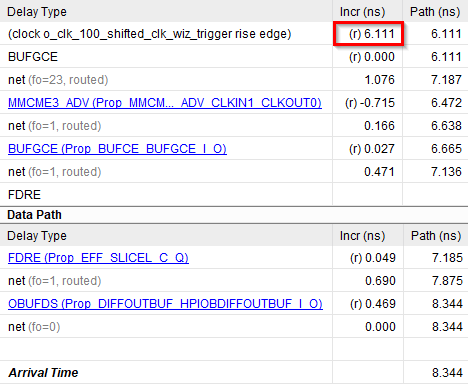 Delay Type Incr (ns) Path (ns)
(clock o_clk_100_shifted_clk_wiz_trigger rise edge) (r) 6.111 6.111
BUFGCE (r) 0.000 6.111
net (fo=23, routed) 1.076 7.187
MMCME3_ADV (Prop_MMCM..._ADV_CLKIN1_CLKOUT0) (r) -0.715 6.472
net (fo=1, routed) 0.166 6.638
BUFGCE (Prop_BUFCE_BUFGCE_I_O) (r) 0.027 6.665
net (fo=1, routed) 0.471 7.136
FDRE
Data Path
Delay Type Incr (ns) Path (ns)
FDRE (Prop_EFF_SLICEL_C_Q) (r) 0.049 7.185
net (fo=1, routed) 0.690 7.875
OBUFDS (Prop_DIFFOUTBUF_HPIOBDIFFOUTBUF_I_O) (r) 0.469 8.344
net (fo=0) 0.000 8.344
Arrival Time 8.344